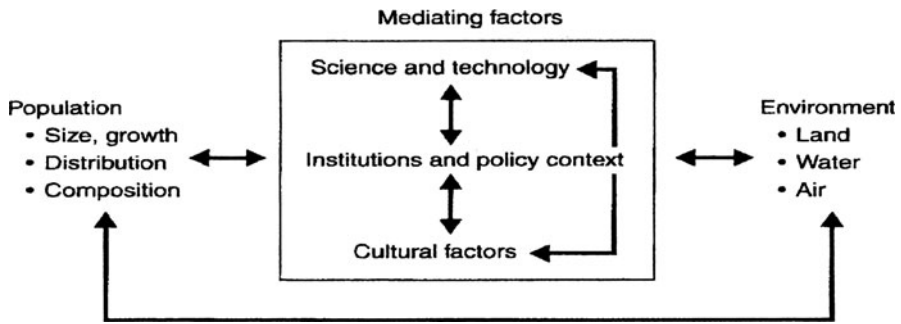 Mediating factors
Science and technology
Population
• Size, growth
• Distribution
• Composition
Institutions and policy context
Cultural factors
Environment
• Land
• Water
• Air